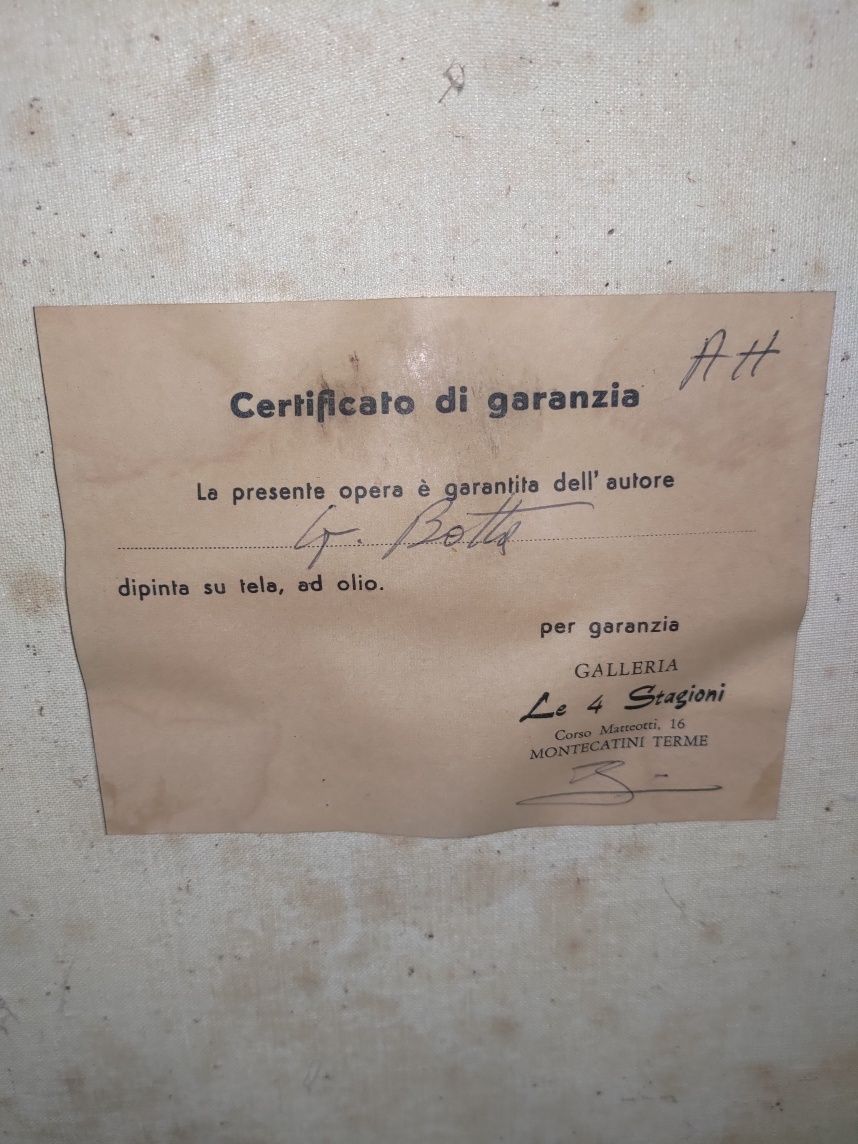 A H
Certificato di garanzia
La presente opera è garantita dell' autore
G. Botta
dipinta su tela, ad olio.
per garanzia
GALLERIA
Le 4 Stagioni
Corso Matteotti, 16
MONTECATINI TERME